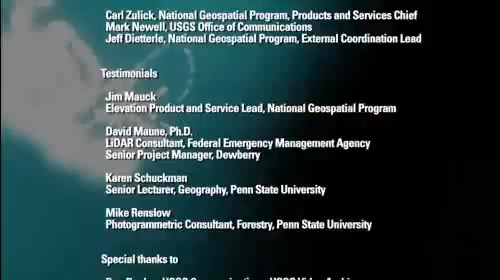 Carl Zulick, National Geospatial Program, Products and Services Chief
Mark Newell, USGS Office of Communications
Jeff Dietterle, National Geospatial Program, External Coordination Lead
Testimonials
Jim Mauck
Elevation Product and Service Lead, National Geospatial Program
David Maune, Ph.D.
LiDAR Consultant, Federal Emergency Management Agency
Senior Project Manager, Dewberry
Karen Schuckman
Senior Lecturer, Geography, Penn State University
Mike Renslow
Photogrammetric Consultant, Forestry, Penn State University
Special thanks to